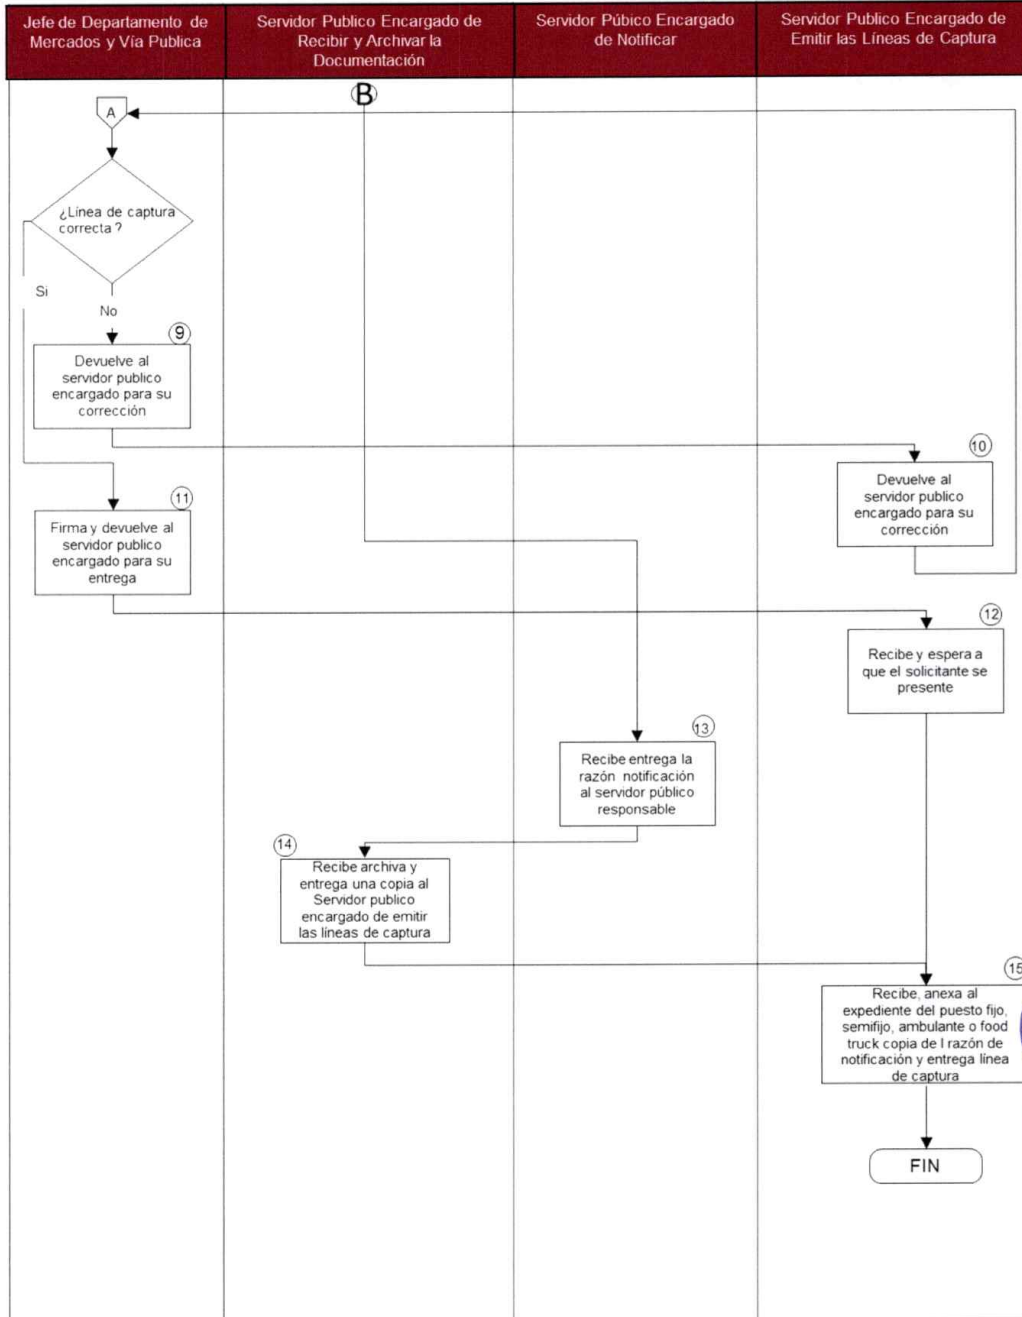 Jefe de Departamento de
Mercados y Vía Publica
Servidor Publico Encargado de
Recibir y Archivar la
Documentación
Servidor Púbico Encargado
de Notificar
Servidor Publico Encargado de
Emitir las Líneas de Captura
A
B
¿Línea de captura
correcta ?
Si
No
9
Devuelve al
servidor publico
encargado para su
corrección
10
Devuelve al
servidor publico
encargado para su
corrección
11
Firma y devuelve al
servidor publico
encargado para su
entrega
12
Recibe y espera a
que el solicitante se
presente
13
Recibe entrega la
razón notificación
al servidor público
responsable
14
Recibe archiva y
entrega una copia al
Servidor publico
encargado de emitir
las líneas de captura
15
Recibe, anexa al
expediente del puesto fijo,
semifijo, ambulante o food
truck copia de l razón de
notificación y entrega línea
de captura
FIN